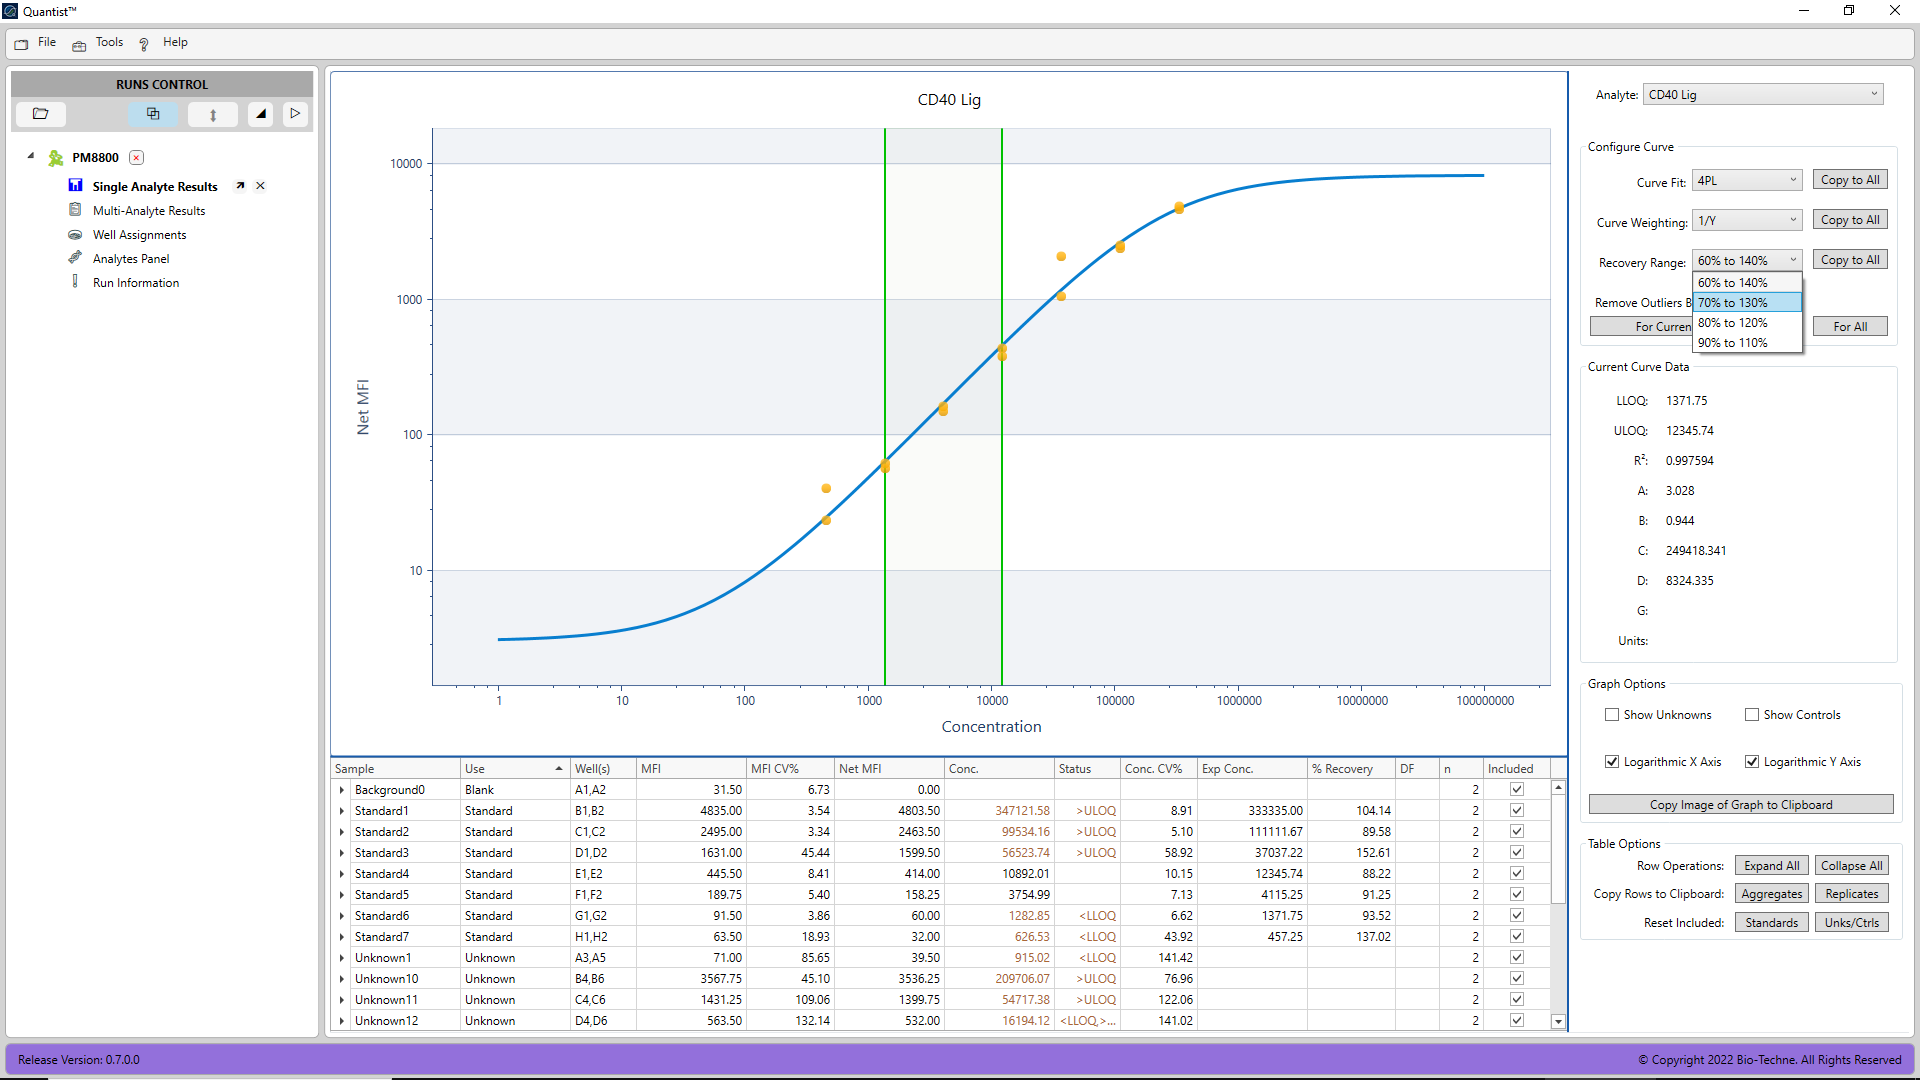 Quantist™
File Tools Help
RUNS CONTROL
PM8800
Single Analyte Results
Multi-Analyte Results
Well Assignments
Analytes Panel
Run Information
CD40 Lig
Net MFI
10000
1000
100
10
1 10 100 1000 10000 100000 1000000 10000000 100000000
Concentration
Sample Use Well(s) MFI MFI CV% Net MFI Conc. Status Conc. CV% Exp Conc. % Recovery DF n Included
Background0 Blank A1,A2 31.50 6.73 0.00 2
Standard1 Standard B1,B2 4835.00 3.54 4803.50 347121.58 >ULOQ 8.91 333335.00 104.14 2
Standard2 Standard C1,C2 2495.00 3.34 2463.50 99534.16 >ULOQ 5.10 111111.67 89.58 2
Standard3 Standard D1,D2 1631.00 45.44 1599.50 56523.74 >ULOQ 58.92 37037.22 152.61 2
Standard4 Standard E1,E2 445.50 8.41 414.00 10892.01 10.15 12345.74 88.22 2
Standard5 Standard F1,F2 189.75 5.40 158.25 3754.99 7.13 4115.25 91.25 2
Standard6 Standard G1,G2 91.50 3.86 60.00 1282.85 <LLOQ 6.62 1371.75 93.52 2
Standard7 Standard H1,H2 63.50 18.93 32.00 626.53 <LLOQ 43.92 457.25 137.02 2
Unknown1 Unknown A3,A5 71.00 85.65 39.50 915.02 <LLOQ 141.42 2
Unknown10 Unknown B4,B6 3567.75 45.10 3536.25 209706.07 >ULOQ 76.96 2
Unknown11 Unknown C4,C6 1431.25 109.06 1399.75 54717.38 >ULOQ 122.06 2
Unknown12 Unknown D4,D6 563.50 132.14 532.00 16194.12 <LLOQ,>... 141.02 2
Analyte: CD40 Lig
Configure Curve
Curve Fit: 4PL Copy to All
Curve Weighting: 1/Y Copy to All
Recovery Range: 60% to 140% Copy to All
60% to 140%
Remove Outliers B 70% to 130%
80% to 120%
For Curren For All
90% to 110%
Current Curve Data
LLOQ: 1371.75
ULOQ: 12345.74
R²: 0.997594
A: 3.028
B: 0.944
C: 249418.341
D: 8324.335
G:
Units:
Graph Options
Show Unknowns Show Controls
Logarithmic X Axis Logarithmic Y Axis
Copy Image of Graph to Clipboard
Table Options
Row Operations: Expand All Collapse All
Copy Rows to Clipboard: Aggregates Replicates
Reset Included: Standards Unks/Ctrls
Release Version: 0.7.0.0
© Copyright 2022 Bio-Techne. All Rights Reserved